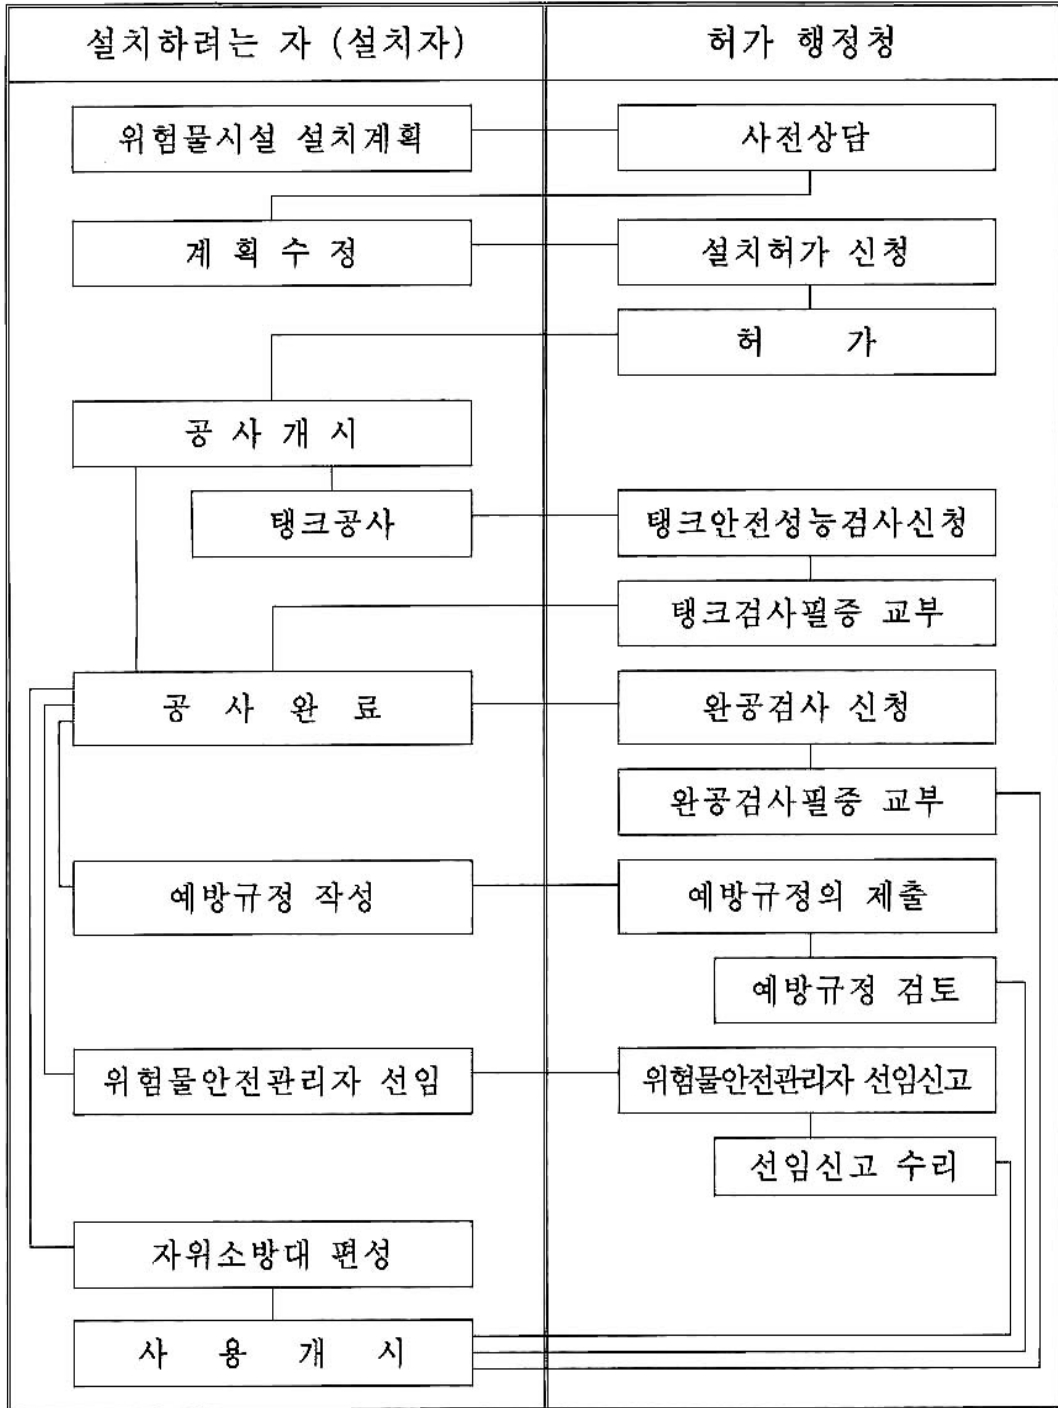 설치하려는 자 (설치자)
허가 행정청
위험물시설 설치계획
사전상담
계 획 수 정
설치허가 신청
허 가
공 사 개 시
탱크공사
탱크안전성능검사신청
탱크검사필증 교부
공 사 완 료
완공검사 신청
완공검사필증 교부
예방규정 작성
예방규정의 제출
예방규정 검토
위험물안전관리자 선임
위험물안전관리자 선임신고
선임신고 수리
자위소방대 편성
사 용 개 시